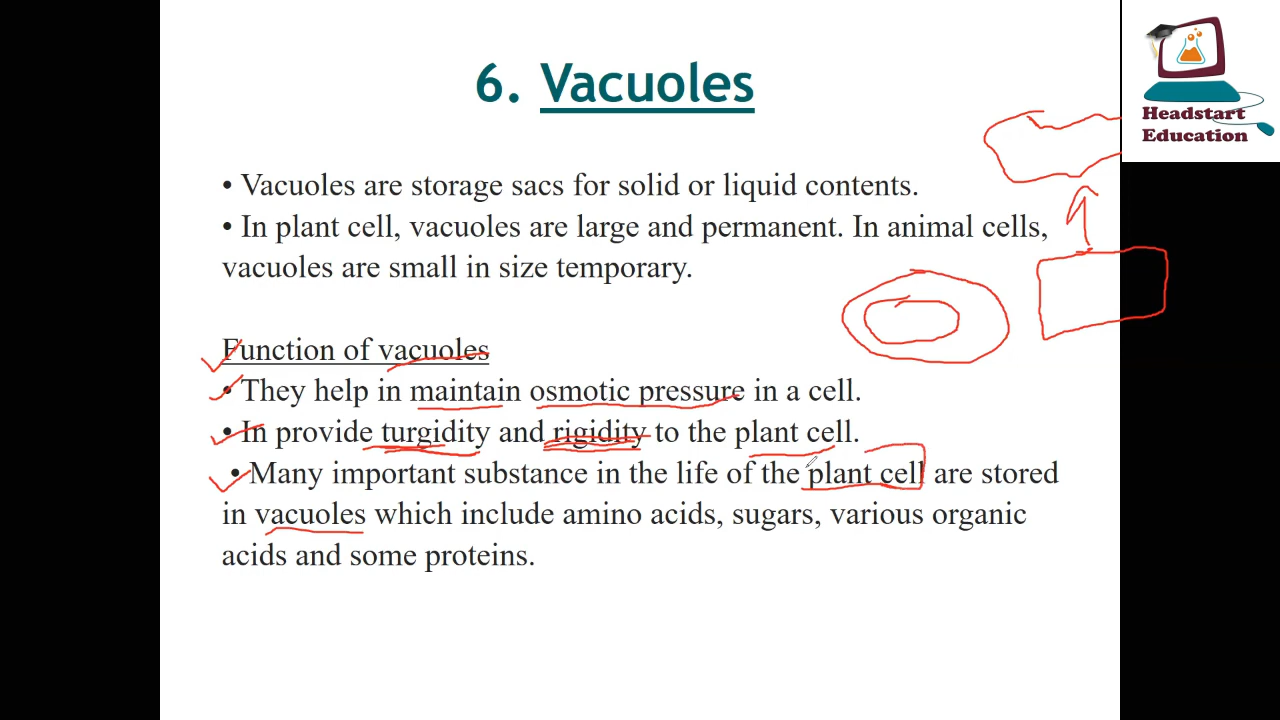 6. Vacuoles
Headstart
Education
• Vacuoles are storage sacs for solid or liquid contents.
• In plant cell, vacuoles are large and permanent. In animal cells,
vacuoles are small in size temporary.
Function of vacuoles
• They help in maintain osmotic pressure in a cell.
• In provide turgidity and rigidity to the plant cell.
• Many important substance in the life of the plant cell are stored
in vacuoles which include amino acids, sugars, various organic
acids and some proteins.